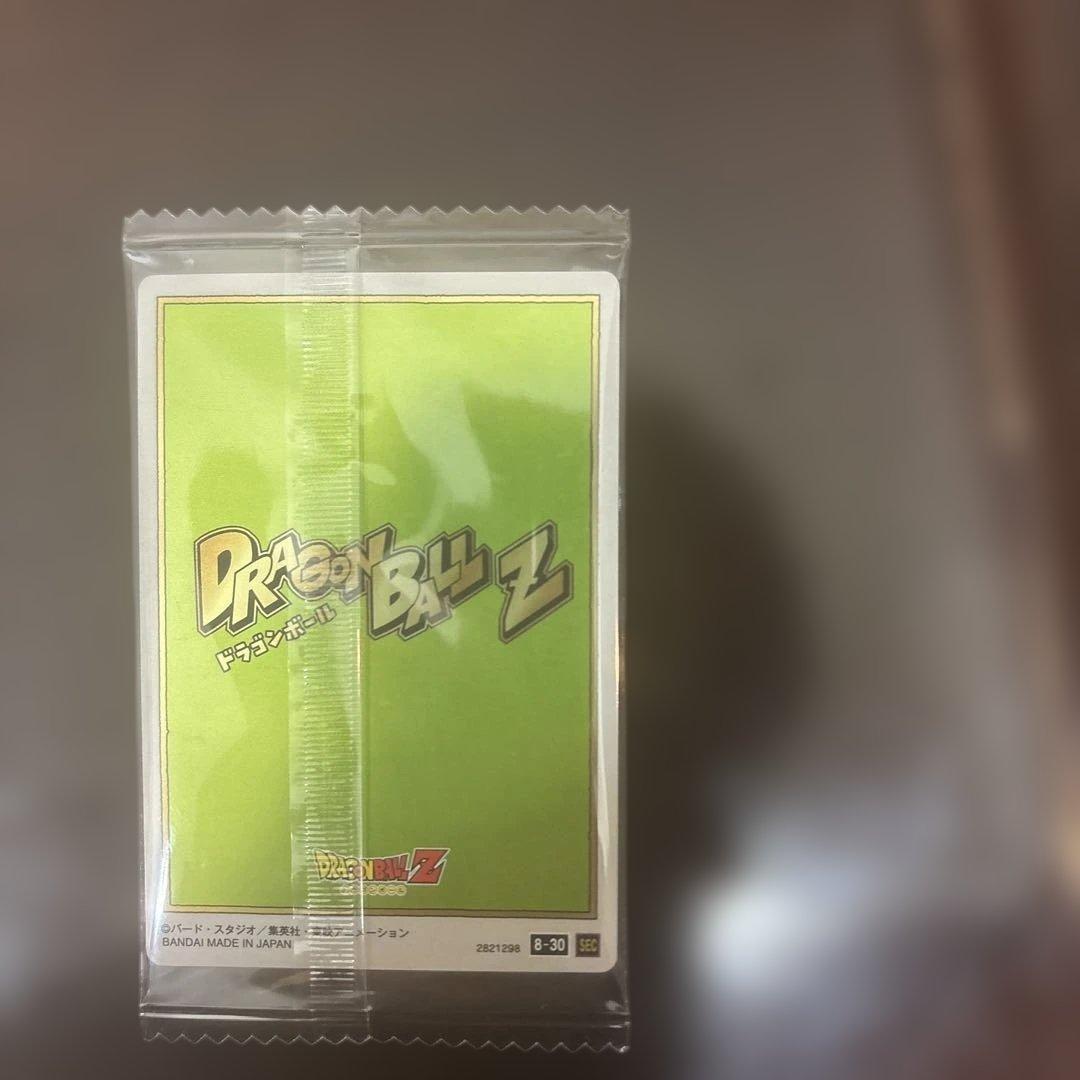 DRAGON BALL Z
ドラゴンボール
DRAGON BALL Z
©バード・スタジオ／集英社・東映アニメーション
BANDAI MADE IN JAPAN
2821298 8-30 SEC